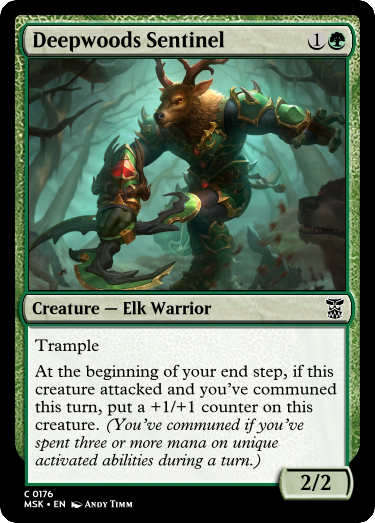 Deepwoods Sentinel 1
Creature — Elk Warrior
Trample
At the beginning of your end step, if this
creature attacked and you've communed
this turn, put a +1/+1 counter on this
creature. (You've communed if you've
spent three or more mana on unique
activated abilities during a turn.)
2/2
C 0176
MSK • EN Andy Timm